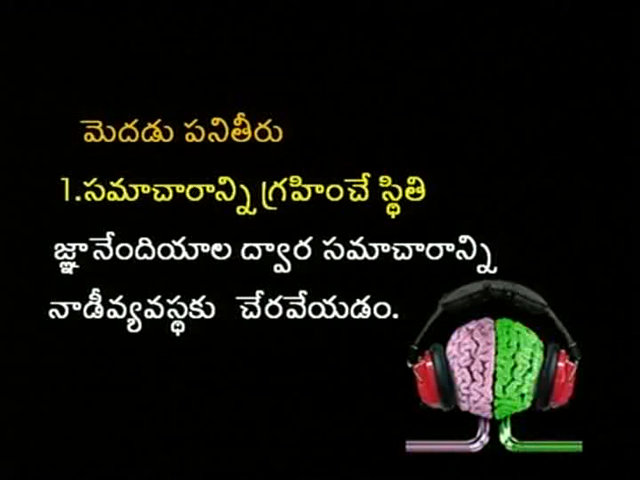 మెదడు పనితీరు
1.సమాచారాన్ని గ్రహించే స్థితి
జ్ఞానేందియాల ద్వార సమాచారాన్ని
నాడీవ్యవస్థకు చేరవేయడం.